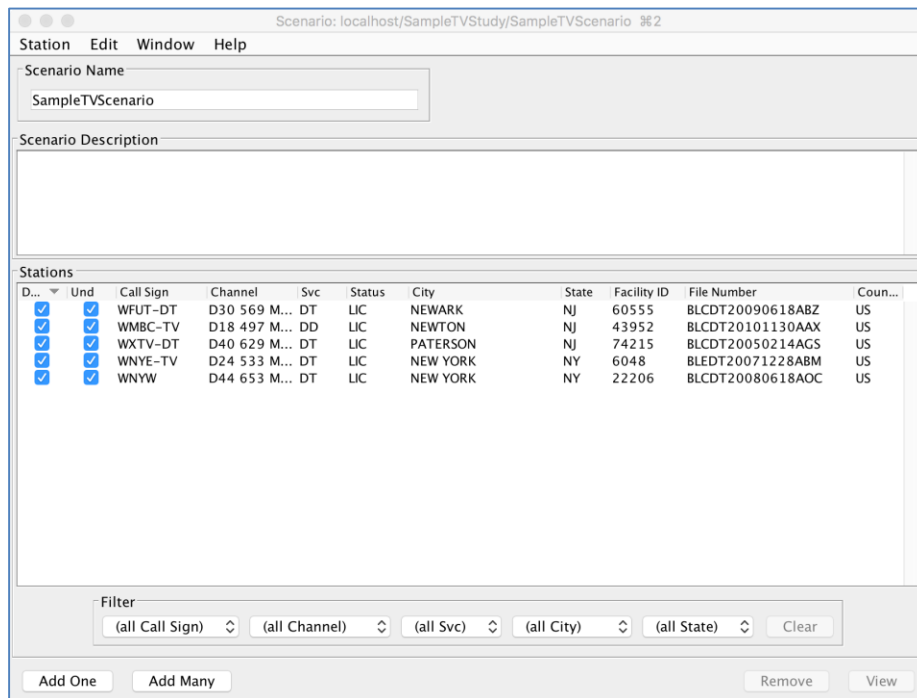 Scenario: localhost/SampleTVStudy/SampleTVScenario ⌘2
Station Edit Window Help
Scenario Name
SampleTVScenario
Scenario Description
Stations
D... Und Call Sign Channel Svc Status City State Facility ID File Number Coun...
WFUT-DT D30 569 M... DT LIC NEWARK NJ 60555 BLCDT20090618ABZ US
WMBC-TV D18 497 M... DD LIC NEWTON NJ 43952 BLCDT20101130AAX US
WXTV-DT D40 629 M... DT LIC PATERSON NJ 74215 BLCDT20050214AGS US
WNYE-TV D24 533 M... DT LIC NEW YORK NY 6048 BLEDT20071228ABM US
WNYW D44 653 M... DT LIC NEW YORK NY 22206 BLCDT20080618AOC US
Filter
(all Call Sign) (all Channel) (all Svc) (all City) (all State) Clear
Add One Add Many Remove View